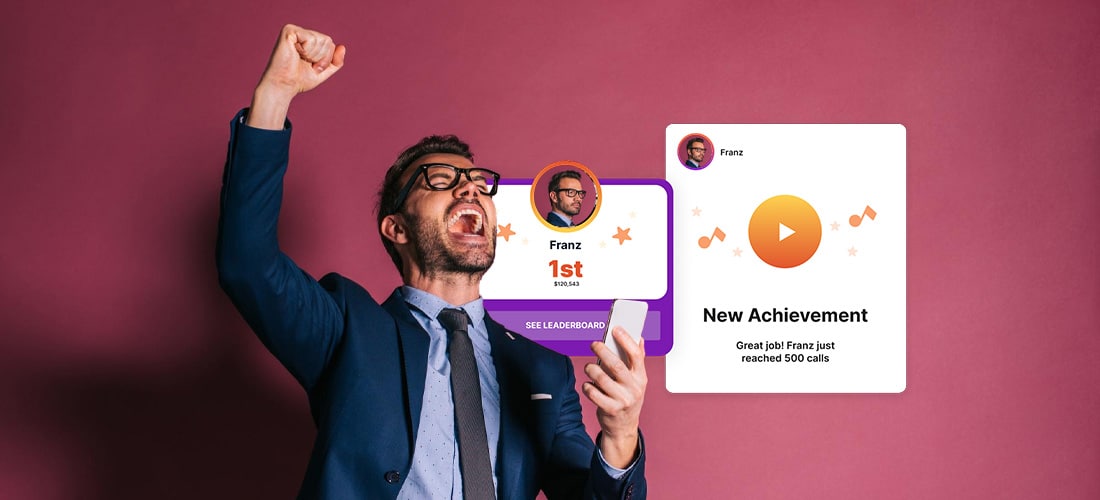 Franz
1st
$120,543
SEE LEADERBOARD
Franz
New Achievement
Great job! Franz just
reached 500 calls